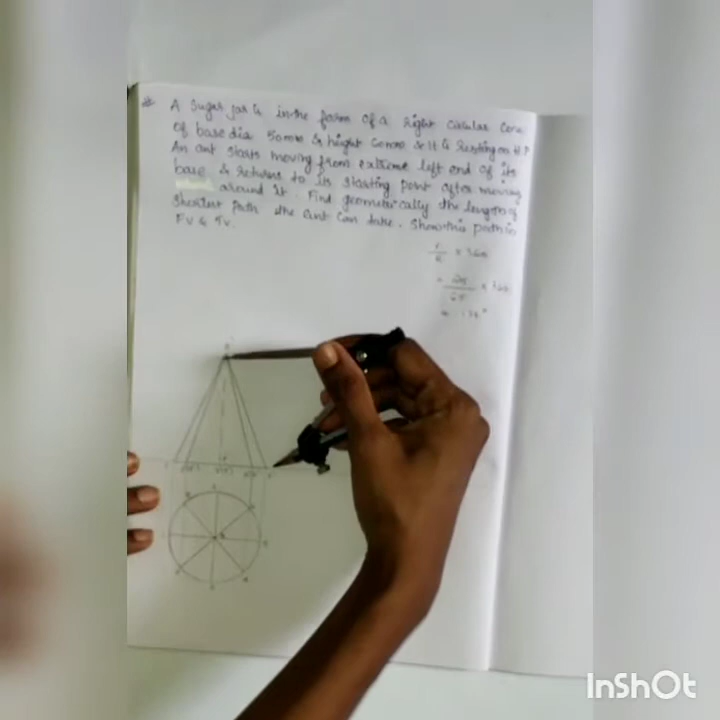 A Sugar jar is in the form of a Right Circular Cone
of base dia 50mm & hight 60mm & it is Resting on H.P
An ant starts moving from extreme left end of its
base & returns to its starting point after moving
around it. Find geometrically the length of
shortest path the ant can take. Show this path in
FV & TV.
r/R × 360
× 360
InShOt